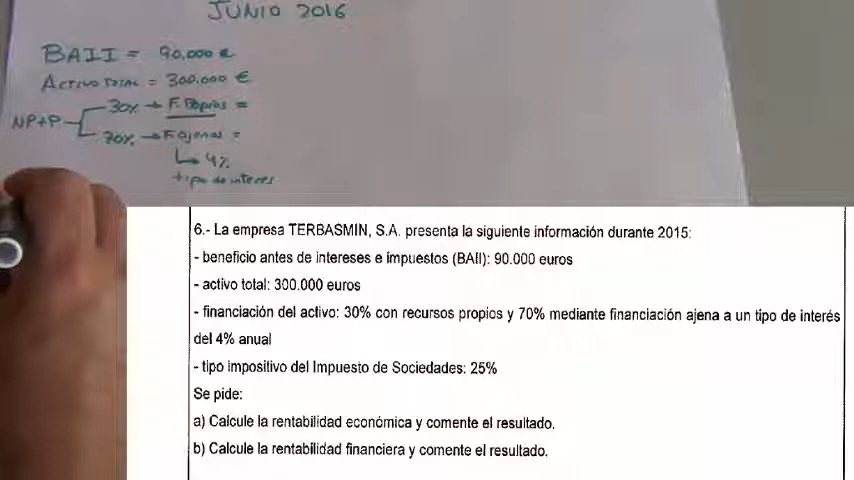 JUNIO 2016
BAII = 90.000 €
ACTIVO TOTAL = 300.000 €
30% → F. Propios =
NP+P
70% → F. ajenos =
↳ 4%
tipo de interes
6.- La empresa TERBASMIN, S.A. presenta la siguiente información durante 2015:
- beneficio antes de intereses e impuestos (BAII): 90.000 euros
- activo total: 300.000 euros
- financiación del activo: 30% con recursos propios y 70% mediante financiación ajena a un tipo de interés
del 4% anual
- tipo impositivo del Impuesto de Sociedades: 25%
Se pide:
a) Calcule la rentabilidad económica y comente el resultado.
b) Calcule la rentabilidad financiera y comente el resultado.